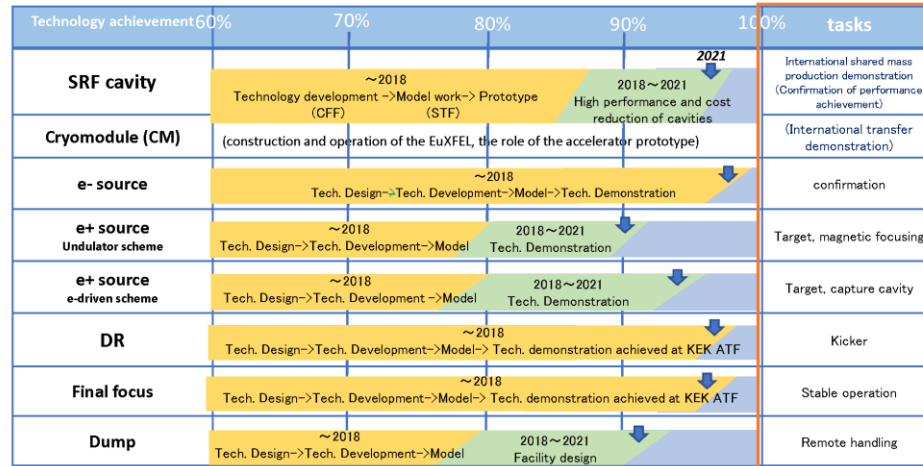 Technology achievement 60% 70% 80% 90% 100% tasks
2021
SRF cavity
～2018
Technology development ->Model work-> Prototype
(CFF) (STF)
2018～2021
High performance and cost
reduction of cavities
International shared mass
production demonstration
(Confirmation of performance
achievement)
Cryomodule (CM)
(construction and operation of the EuXFEL, the role of the accelerator prototype)
(International transfer
demonstration)
e- source
～2018
Tech. Design->Tech. Development->Model->Tech. Demonstration
confirmation
e+ source
Undulator scheme
～2018
Tech. Design->Tech. Development->Model
2018～2021
Tech. Demonstration
Target, magnetic focusing
e+ source
e-driven scheme
～2018
Tech. Design->Tech. Development ->Model
2018～2021
Tech. Demonstration
Target, capture cavity
DR
～2018
Tech. Design->Tech. Development->Model-> Tech. demonstration achieved at KEK ATF
Kicker
Final focus
～2018
Tech. Design->Tech. Development->Model-> Tech. demonstration achieved at KEK ATF
Stable operation
Dump
～2018
Tech. Design->Tech. Development->Model
2018～2021
Facility design
Remote handling